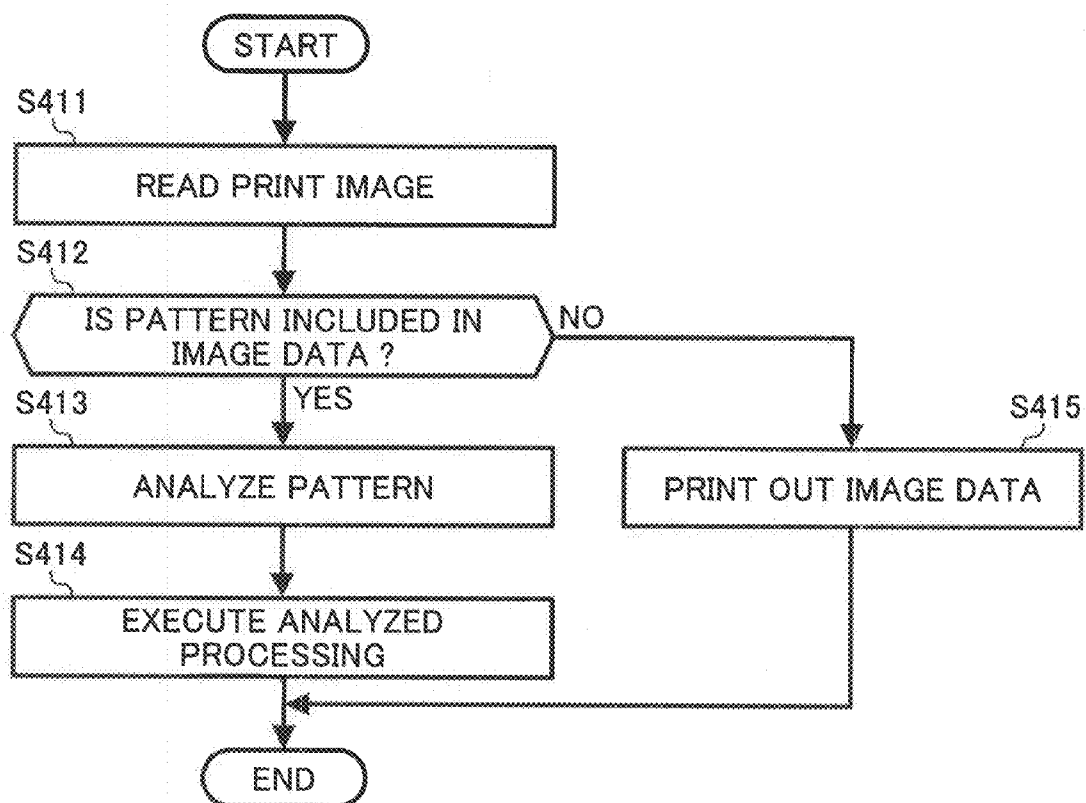 START
S411
READ PRINT IMAGE
S412
IS PATTERN INCLUDED IN
IMAGE DATA ?
NO
YES
S413
ANALYZE PATTERN
S415
PRINT OUT IMAGE DATA
S414
EXECUTE ANALYZED
PROCESSING
END